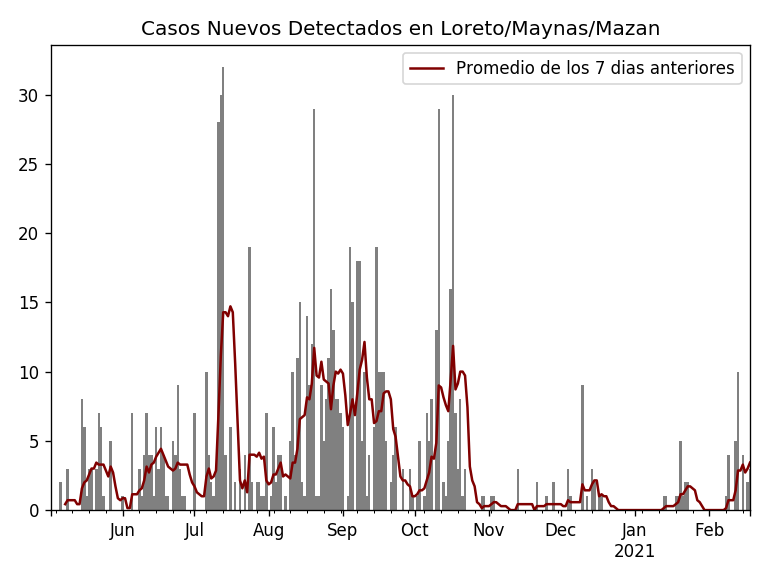 Casos Nuevos Detectados en Loreto/Maynas/Mazan
Promedio de los 7 dias anteriores
30
25
20
15
10
5
0
Jun Jul Aug Sep Oct Nov Dec Jan Feb
2021